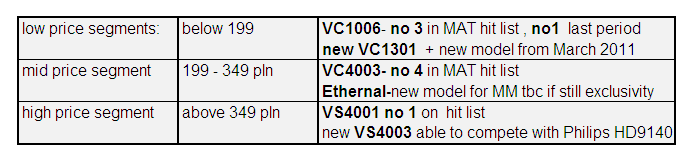 low price segments: below 199 VC1006- no 3 in MAT hit list , no1 last period
new VC1301 + new model from March 2011
mid price segment 199 - 349 pln VC4003- no 4 in MAT hit list
Ethernal-new model for MM tbc if still exclusivity
high price segment above 349 pln VS4001 no 1 on hit list
new VS4003 able to compete with Philips HD9140